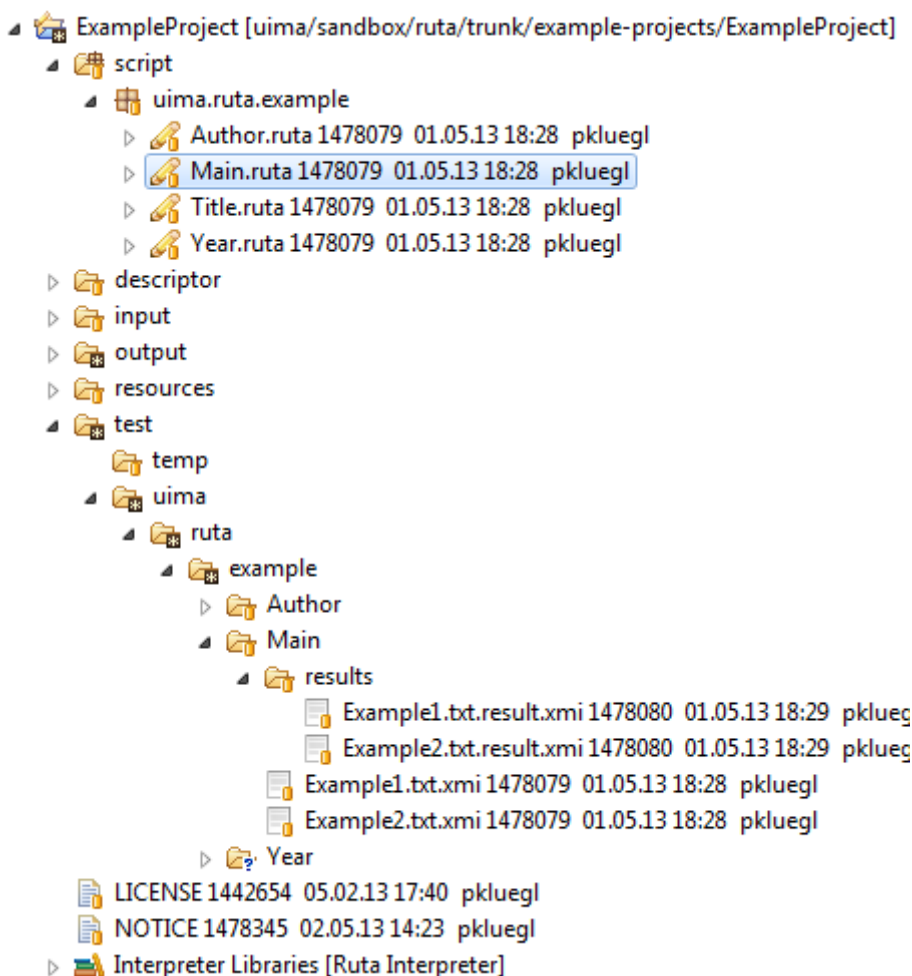 ExampleProject [uima/sandbox/ruta/trunk/example-projects/ExampleProject]
script
uima.ruta.example
Author.ruta 1478079 01.05.13 18:28 pkluegl
Main.ruta 1478079 01.05.13 18:28 pkluegl
Title.ruta 1478079 01.05.13 18:28 pkluegl
Year.ruta 1478079 01.05.13 18:28 pkluegl
descriptor
input
output
resources
test
temp
uima
ruta
example
Author
Main
results
Example1.txt.result.xmi 1478080 01.05.13 18:29 pklueg
Example2.txt.result.xmi 1478080 01.05.13 18:29 pklueg
Example1.txt.xmi 1478079 01.05.13 18:28 pkluegl
Example2.txt.xmi 1478079 01.05.13 18:28 pkluegl
Year
LICENSE 1442654 05.02.13 17:40 pkluegl
NOTICE 1478345 02.05.13 14:23 pkluegl
Interpreter Libraries [Ruta Interpreter]